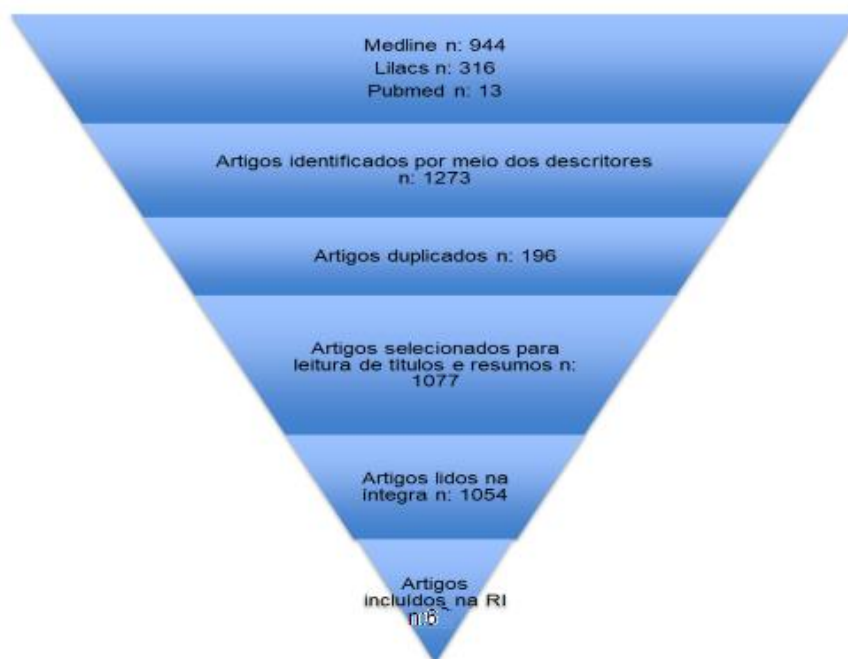 Medline n: 944
Lilacs n: 316
Pubmed n: 13
Artigos identificados por meio dos descritores
n: 1273
Artigos duplicados n: 196
Artigos selecionados para
leitura de títulos e resumos n:
1077
Artigos lidos na
íntegra n: 1054
Artigos
incluídos na RI
n:6